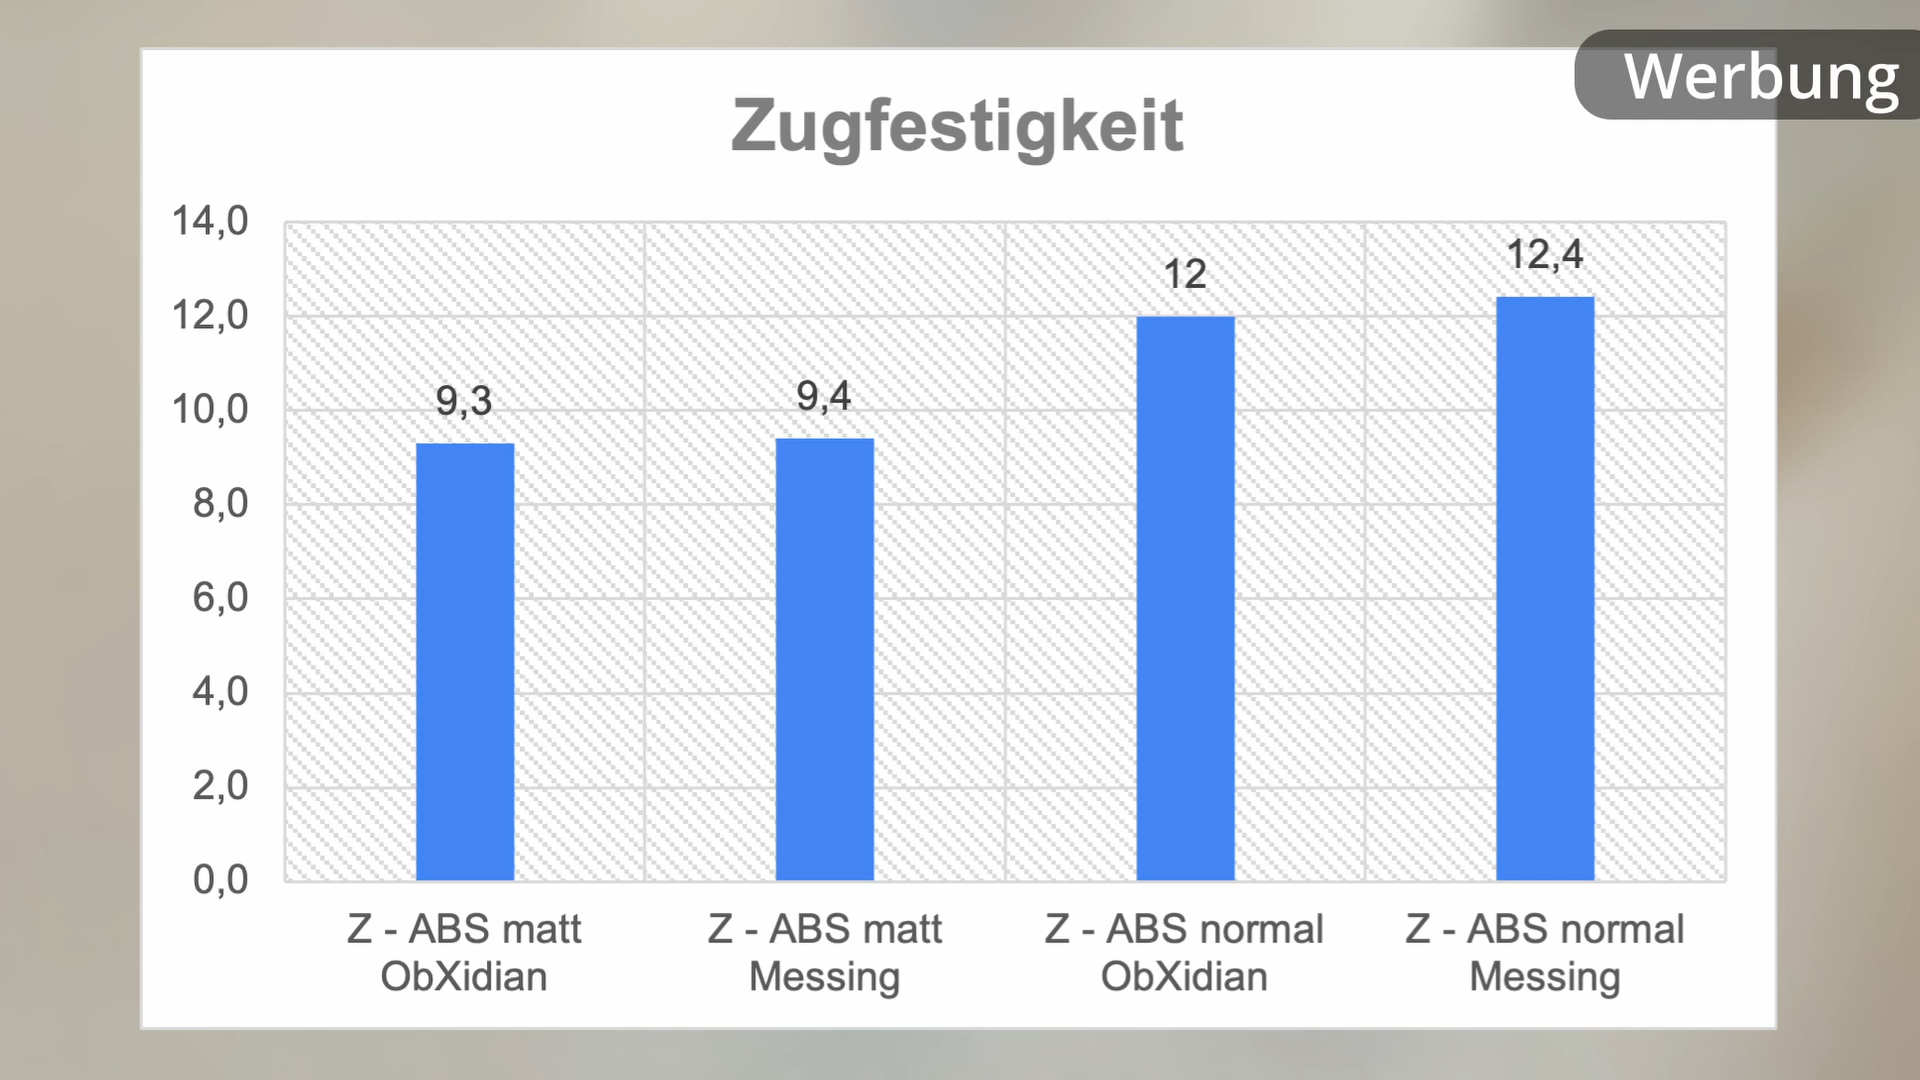 Werbung
Zugfestigkeit
14,0
12,0
10,0
8,0
6,0
4,0
2,0
0,0
9,3
9,4
12
12,4
Z - ABS matt
ObXidian
Z - ABS matt
Messing
Z - ABS normal
ObXidian
Z - ABS normal
Messing